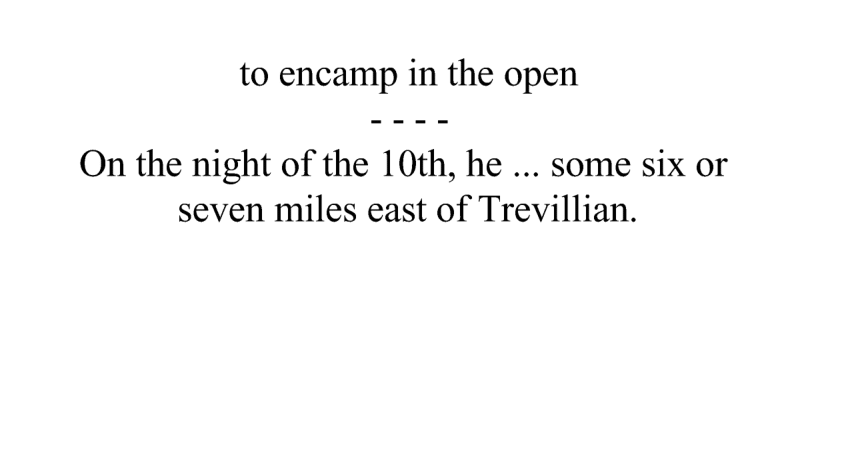 to encamp in the open
- - - -
On the night of the 10th, he ... some six or
seven miles east of Trevillian.